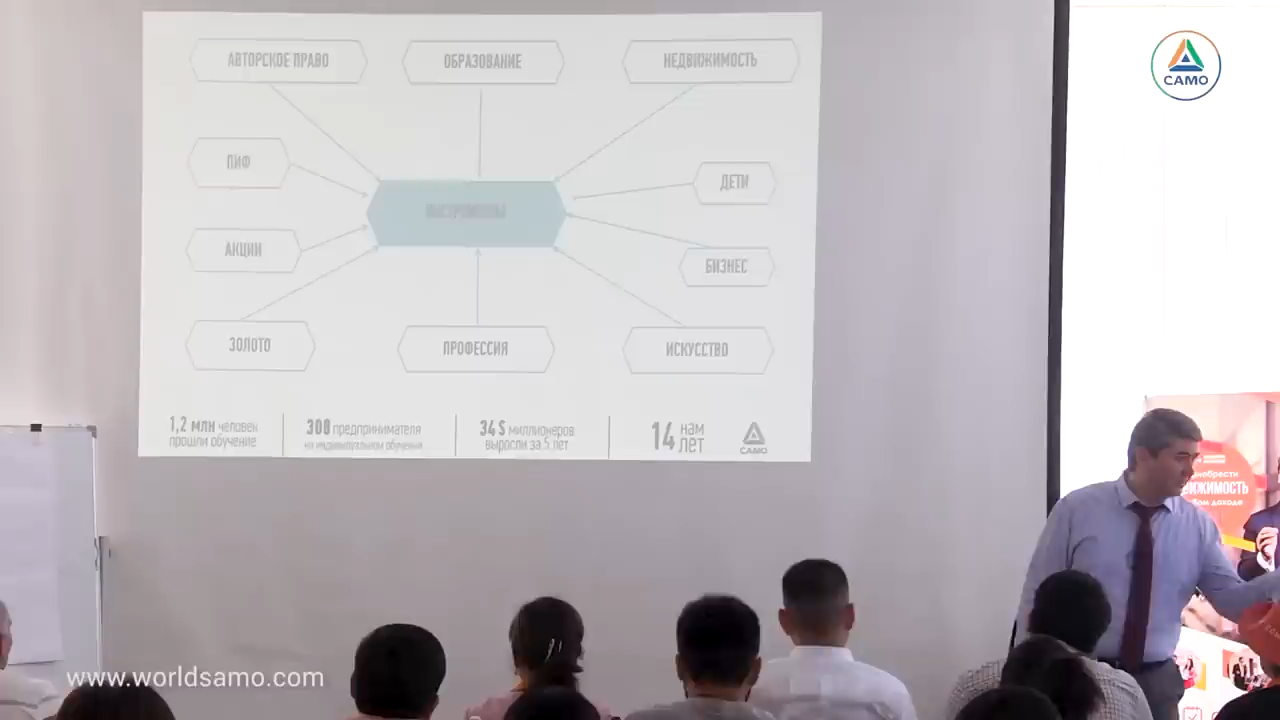 АВТОРСКОЕ ПРАВО
ОБРАЗОВАНИЕ
НЕДВИЖИМОСТЬ
САМО
ПИФ
ДЕТИ
АКЦИИ
БИЗНЕС
ЗОЛОТО
ПРОФЕССИЯ
ИСКУССТВО
1,2 млн человек
прошли обучение
300 предпринимателя
на индивидуальном обучении
34 $ миллионеров
выросли за 5 лет
14 нам
лет
САМО
www.worldsamo.com